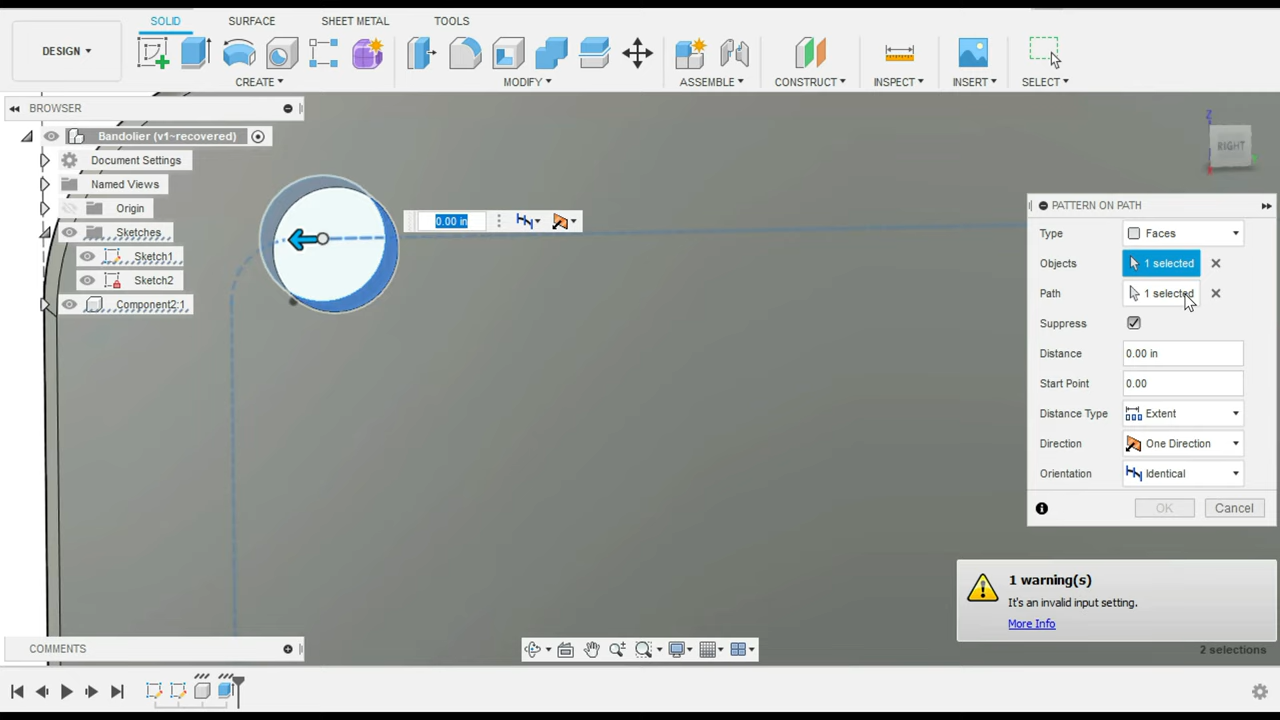 SOLID SURFACE SHEET METAL TOOLS
DESIGN
CREATE MODIFY ASSEMBLE CONSTRUCT INSPECT INSERT SELECT
BROWSER
Bandolier (v1~recovered)
Document Settings
Named Views
Origin
Sketches
Sketch1
Sketch2
Component2:1
0.00 in
Z
RIGHT
PATTERN ON PATH
Type Faces
Objects 1 selected
Path 1 selected
Suppress
Distance 0.00 in
Start Point 0.00
Distance Type Extent
Direction One Direction
Orientation Identical
OK Cancel
1 warning(s)
It's an invalid input setting.
More Info
2 selections
COMMENTS